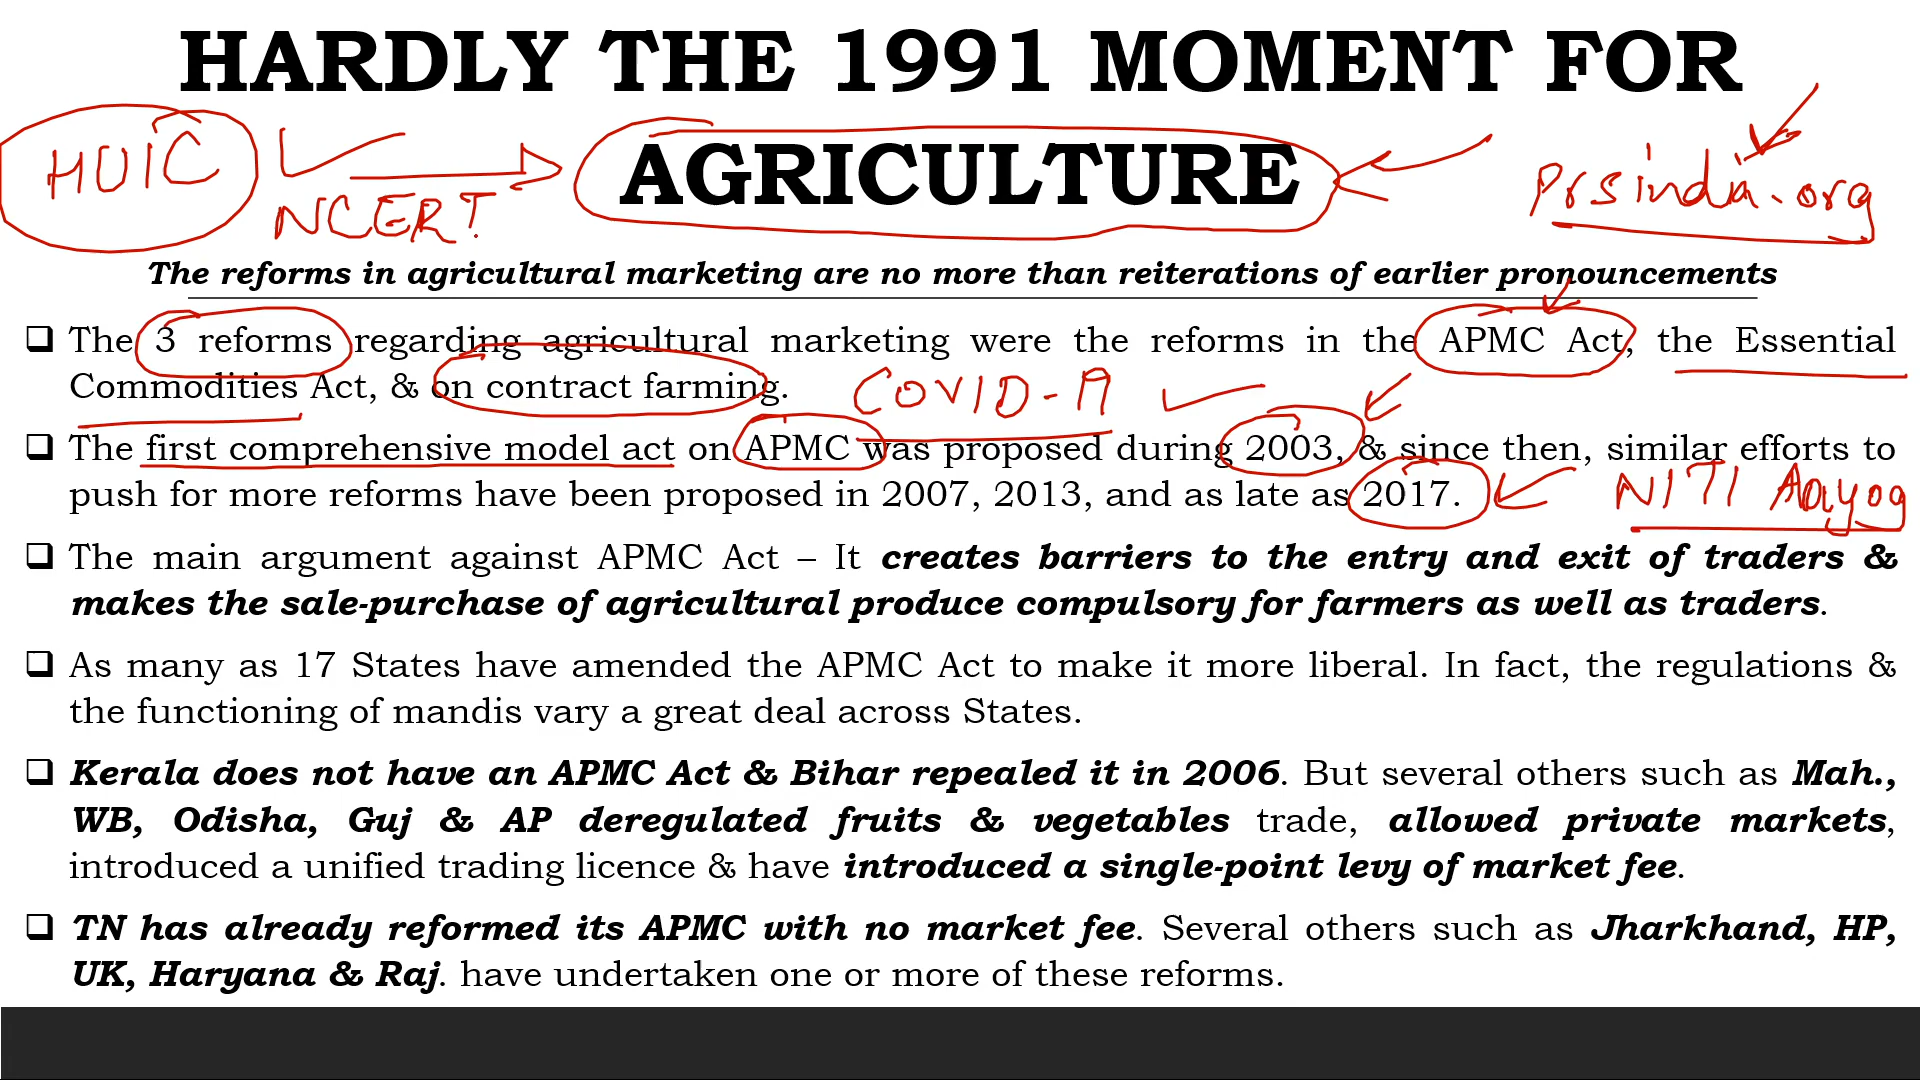 HARDLY THE 1991 MOMENT FOR
AGRICULTURE
HUIC
NCERT
Prsindia.org
The reforms in agricultural marketing are no more than reiterations of earlier pronouncements
❑ The 3 reforms regarding agricultural marketing were the reforms in the APMC Act, the Essential
Commodities Act, & on contract farming.
COVID-19
❑ The first comprehensive model act on APMC was proposed during 2003, & since then, similar efforts to
push for more reforms have been proposed in 2007, 2013, and as late as 2017.
NITI Aayog
❑ The main argument against APMC Act – It creates barriers to the entry and exit of traders &
makes the sale-purchase of agricultural produce compulsory for farmers as well as traders.
❑ As many as 17 States have amended the APMC Act to make it more liberal. In fact, the regulations &
the functioning of mandis vary a great deal across States.
❑ Kerala does not have an APMC Act & Bihar repealed it in 2006. But several others such as Mah.,
WB, Odisha, Guj & AP deregulated fruits & vegetables trade, allowed private markets,
introduced a unified trading licence & have introduced a single-point levy of market fee.
❑ TN has already reformed its APMC with no market fee. Several others such as Jharkhand, HP,
UK, Haryana & Raj. have undertaken one or more of these reforms.